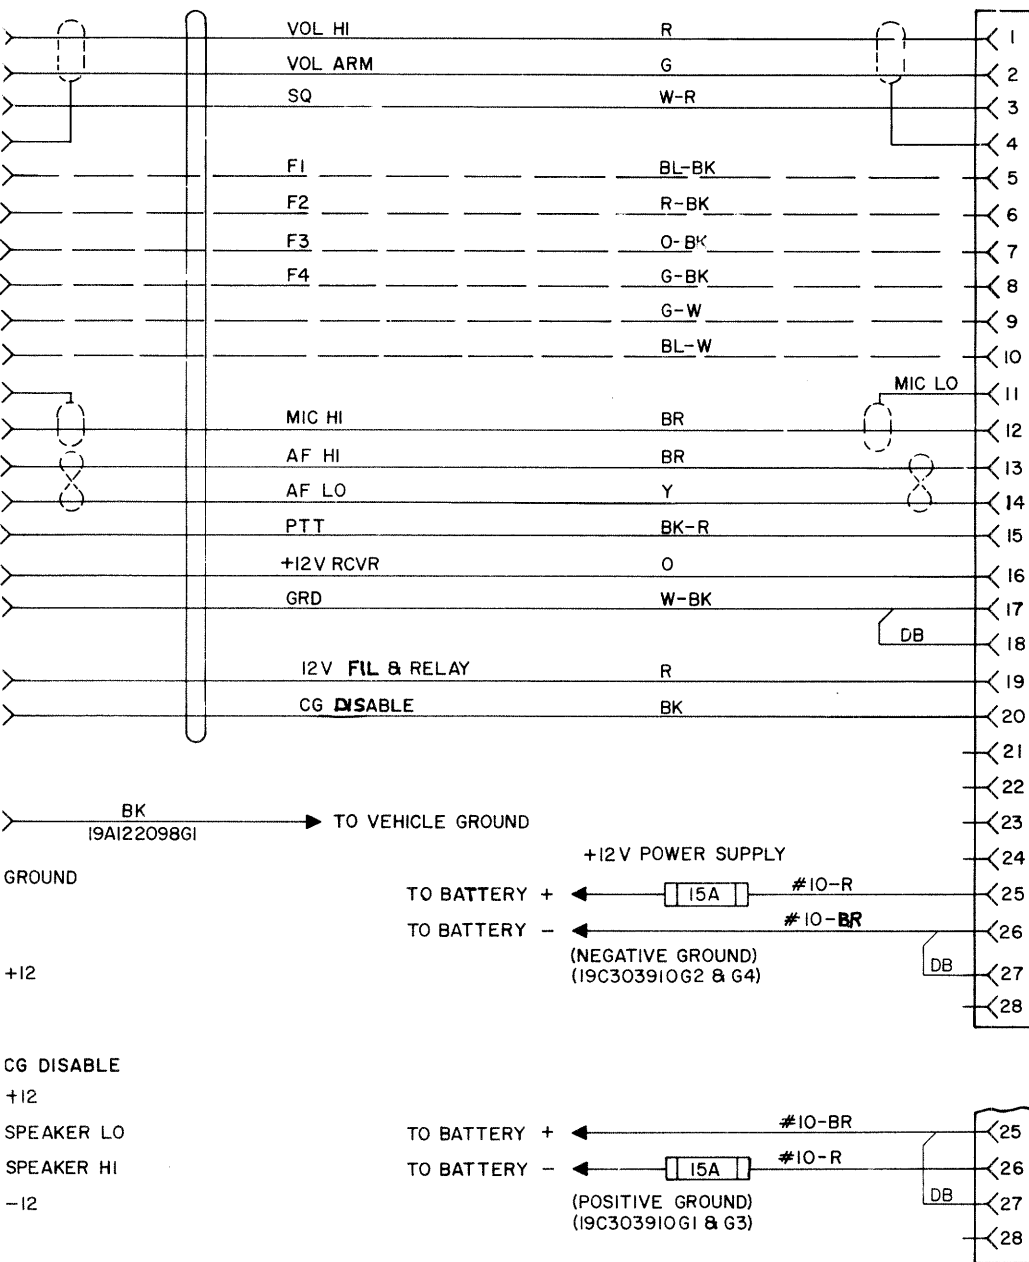 VOL HI R 1
VOL ARM G 2
SQ W-R 3
4
F1 BL-BK 5
F2 R-BK 6
F3 O-BK 7
F4 G-BK 8
G-W 9
BL-W 10
MIC LO 11
MIC HI BR 12
AF HI BR 13
AF LO Y 14
PTT BK-R 15
+12V RCVR O 16
GRD W-BK 17
DB 18
12V FIL & RELAY R 19
CG DISABLE BK 20
21
22
BK TO VEHICLE GROUND 23
19A122098G1
+12V POWER SUPPLY 24
GROUND
TO BATTERY + 15A #10-R 25
TO BATTERY - #10-BR 26
(NEGATIVE GROUND)
+12 (19C303910G2 & G4) DB 27
28
CG DISABLE
+12
SPEAKER LO TO BATTERY + #10-BR 25
SPEAKER HI TO BATTERY - 15A #10-R 26
-12 (POSITIVE GROUND) DB 27
(19C303910G1 & G3)
28